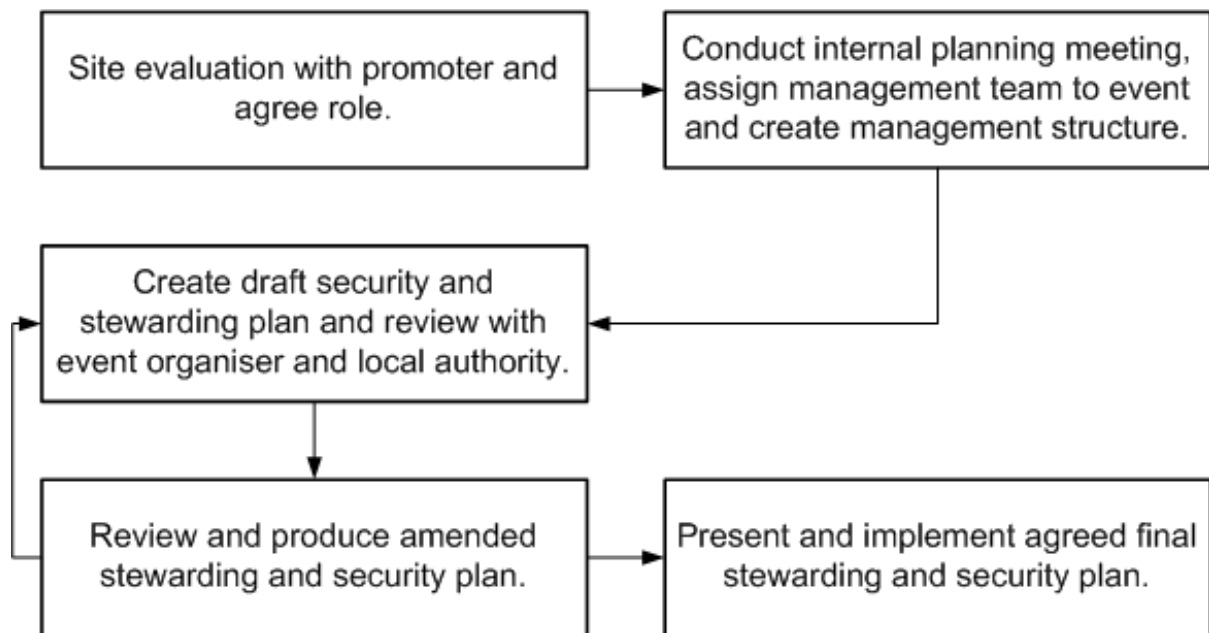 Site evaluation with promoter and
agree role.
Conduct internal planning meeting,
assign management team to event
and create management structure.
Create draft security and
stewarding plan and review with
event organiser and local authority.
Review and produce amended
stewarding and security plan.
Present and implement agreed final
stewarding and security plan.